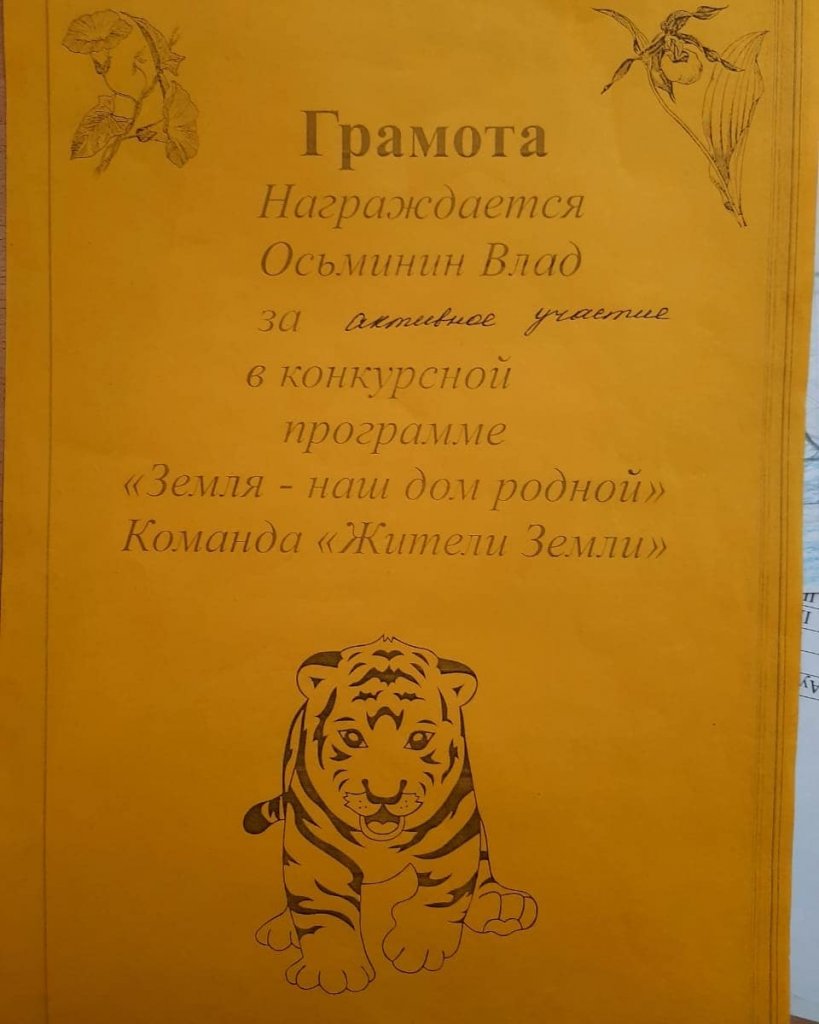 Грамота
Награждается
Осьминин Влад
за активное участие
в конкурсной
программе
«Земля - наш дом родной»
Команда «Жители Земли»